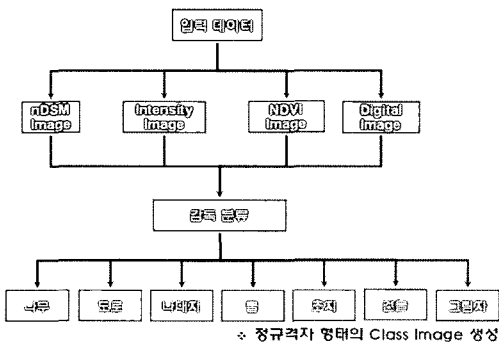 입력 데이터
nDSM Image
Intensity Image
NDVI Image
Digital Image
감독 분류
나무
도로
나대지
물
초지
건물
그림자
정규격자 형태의 Class Image 생성